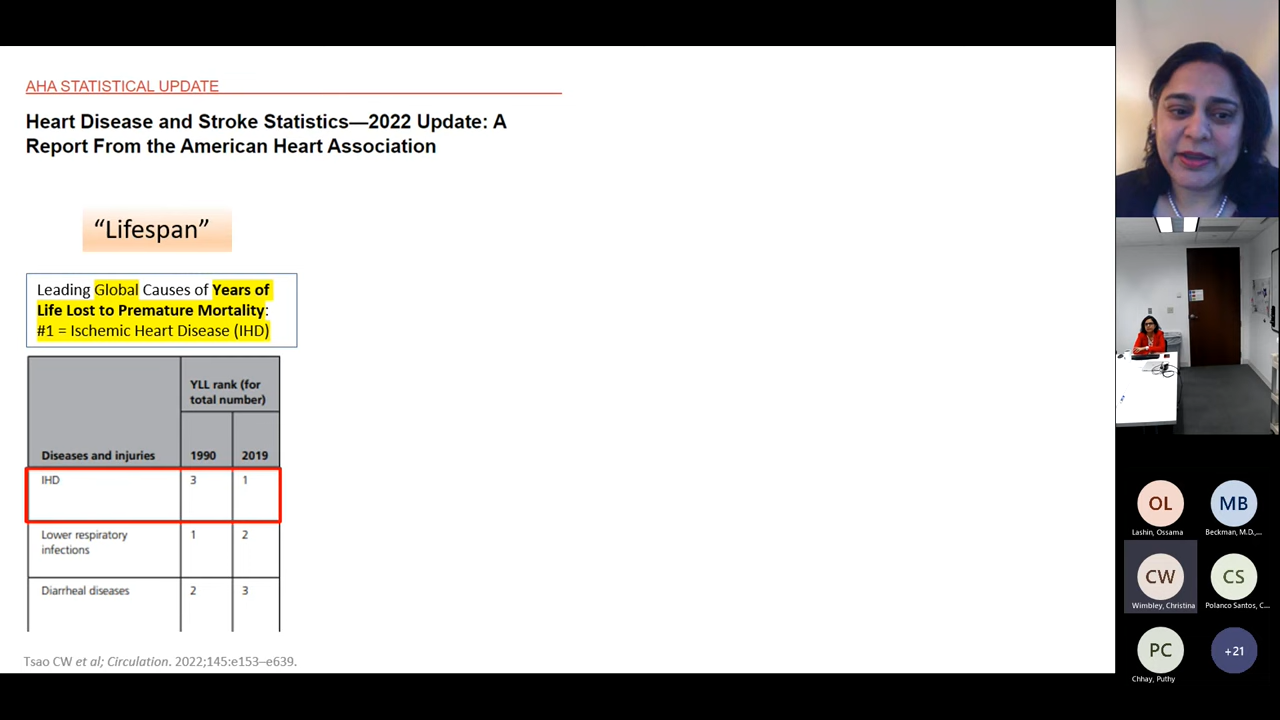 AHA STATISTICAL UPDATE
Heart Disease and Stroke Statistics—2022 Update: A
Report From the American Heart Association
“Lifespan”
Leading Global Causes of Years of
Life Lost to Premature Mortality:
#1 = Ischemic Heart Disease (IHD)
YLL rank (for
total number)
Diseases and injuries 1990 2019
IHD 3 1
Lower respiratory
infections 1 2
Diarrheal diseases 2 3
Tsao CW et al; Circulation. 2022;145:e153–e639.
OL MB
Lashin, Ossama Beckman, M.D.,...
CW CS
Wimbley, Christina Polanco Santos, C...
PC +21
Chhay, Puthy